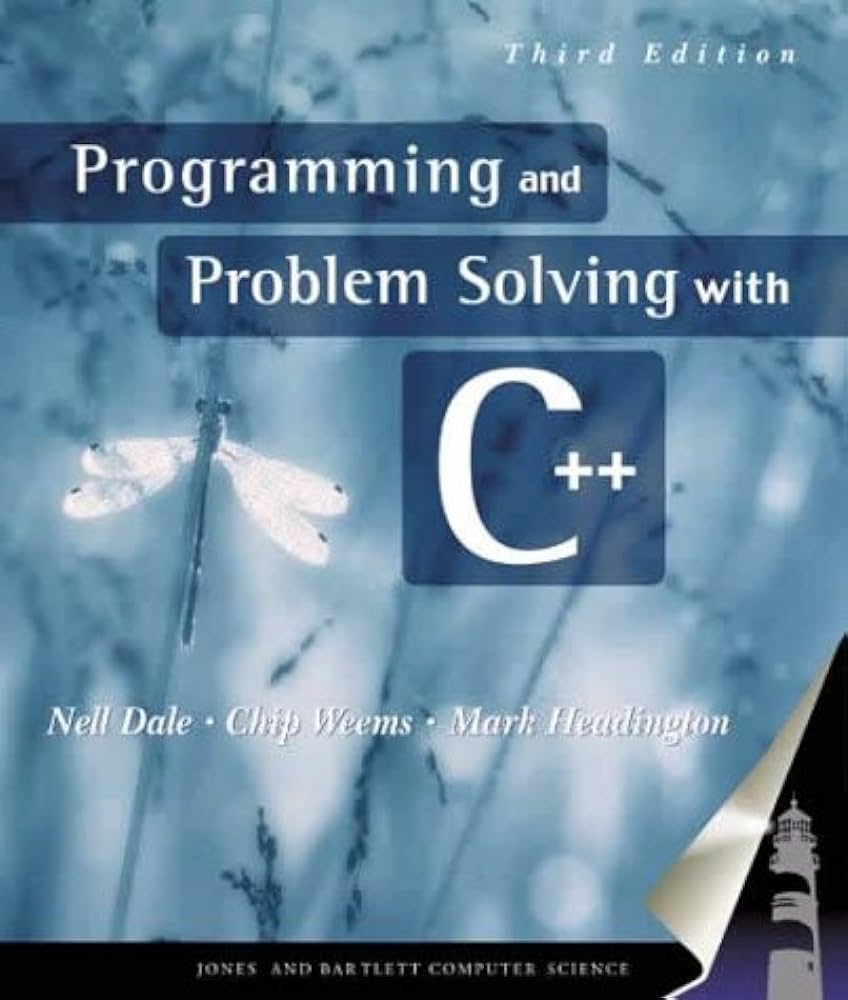 Third Edition
Programming and
Problem Solving with
C++
Nell Dale • Chip Weems • Mark Headington
JONES AND BARTLETT COMPUTER SCIENCE